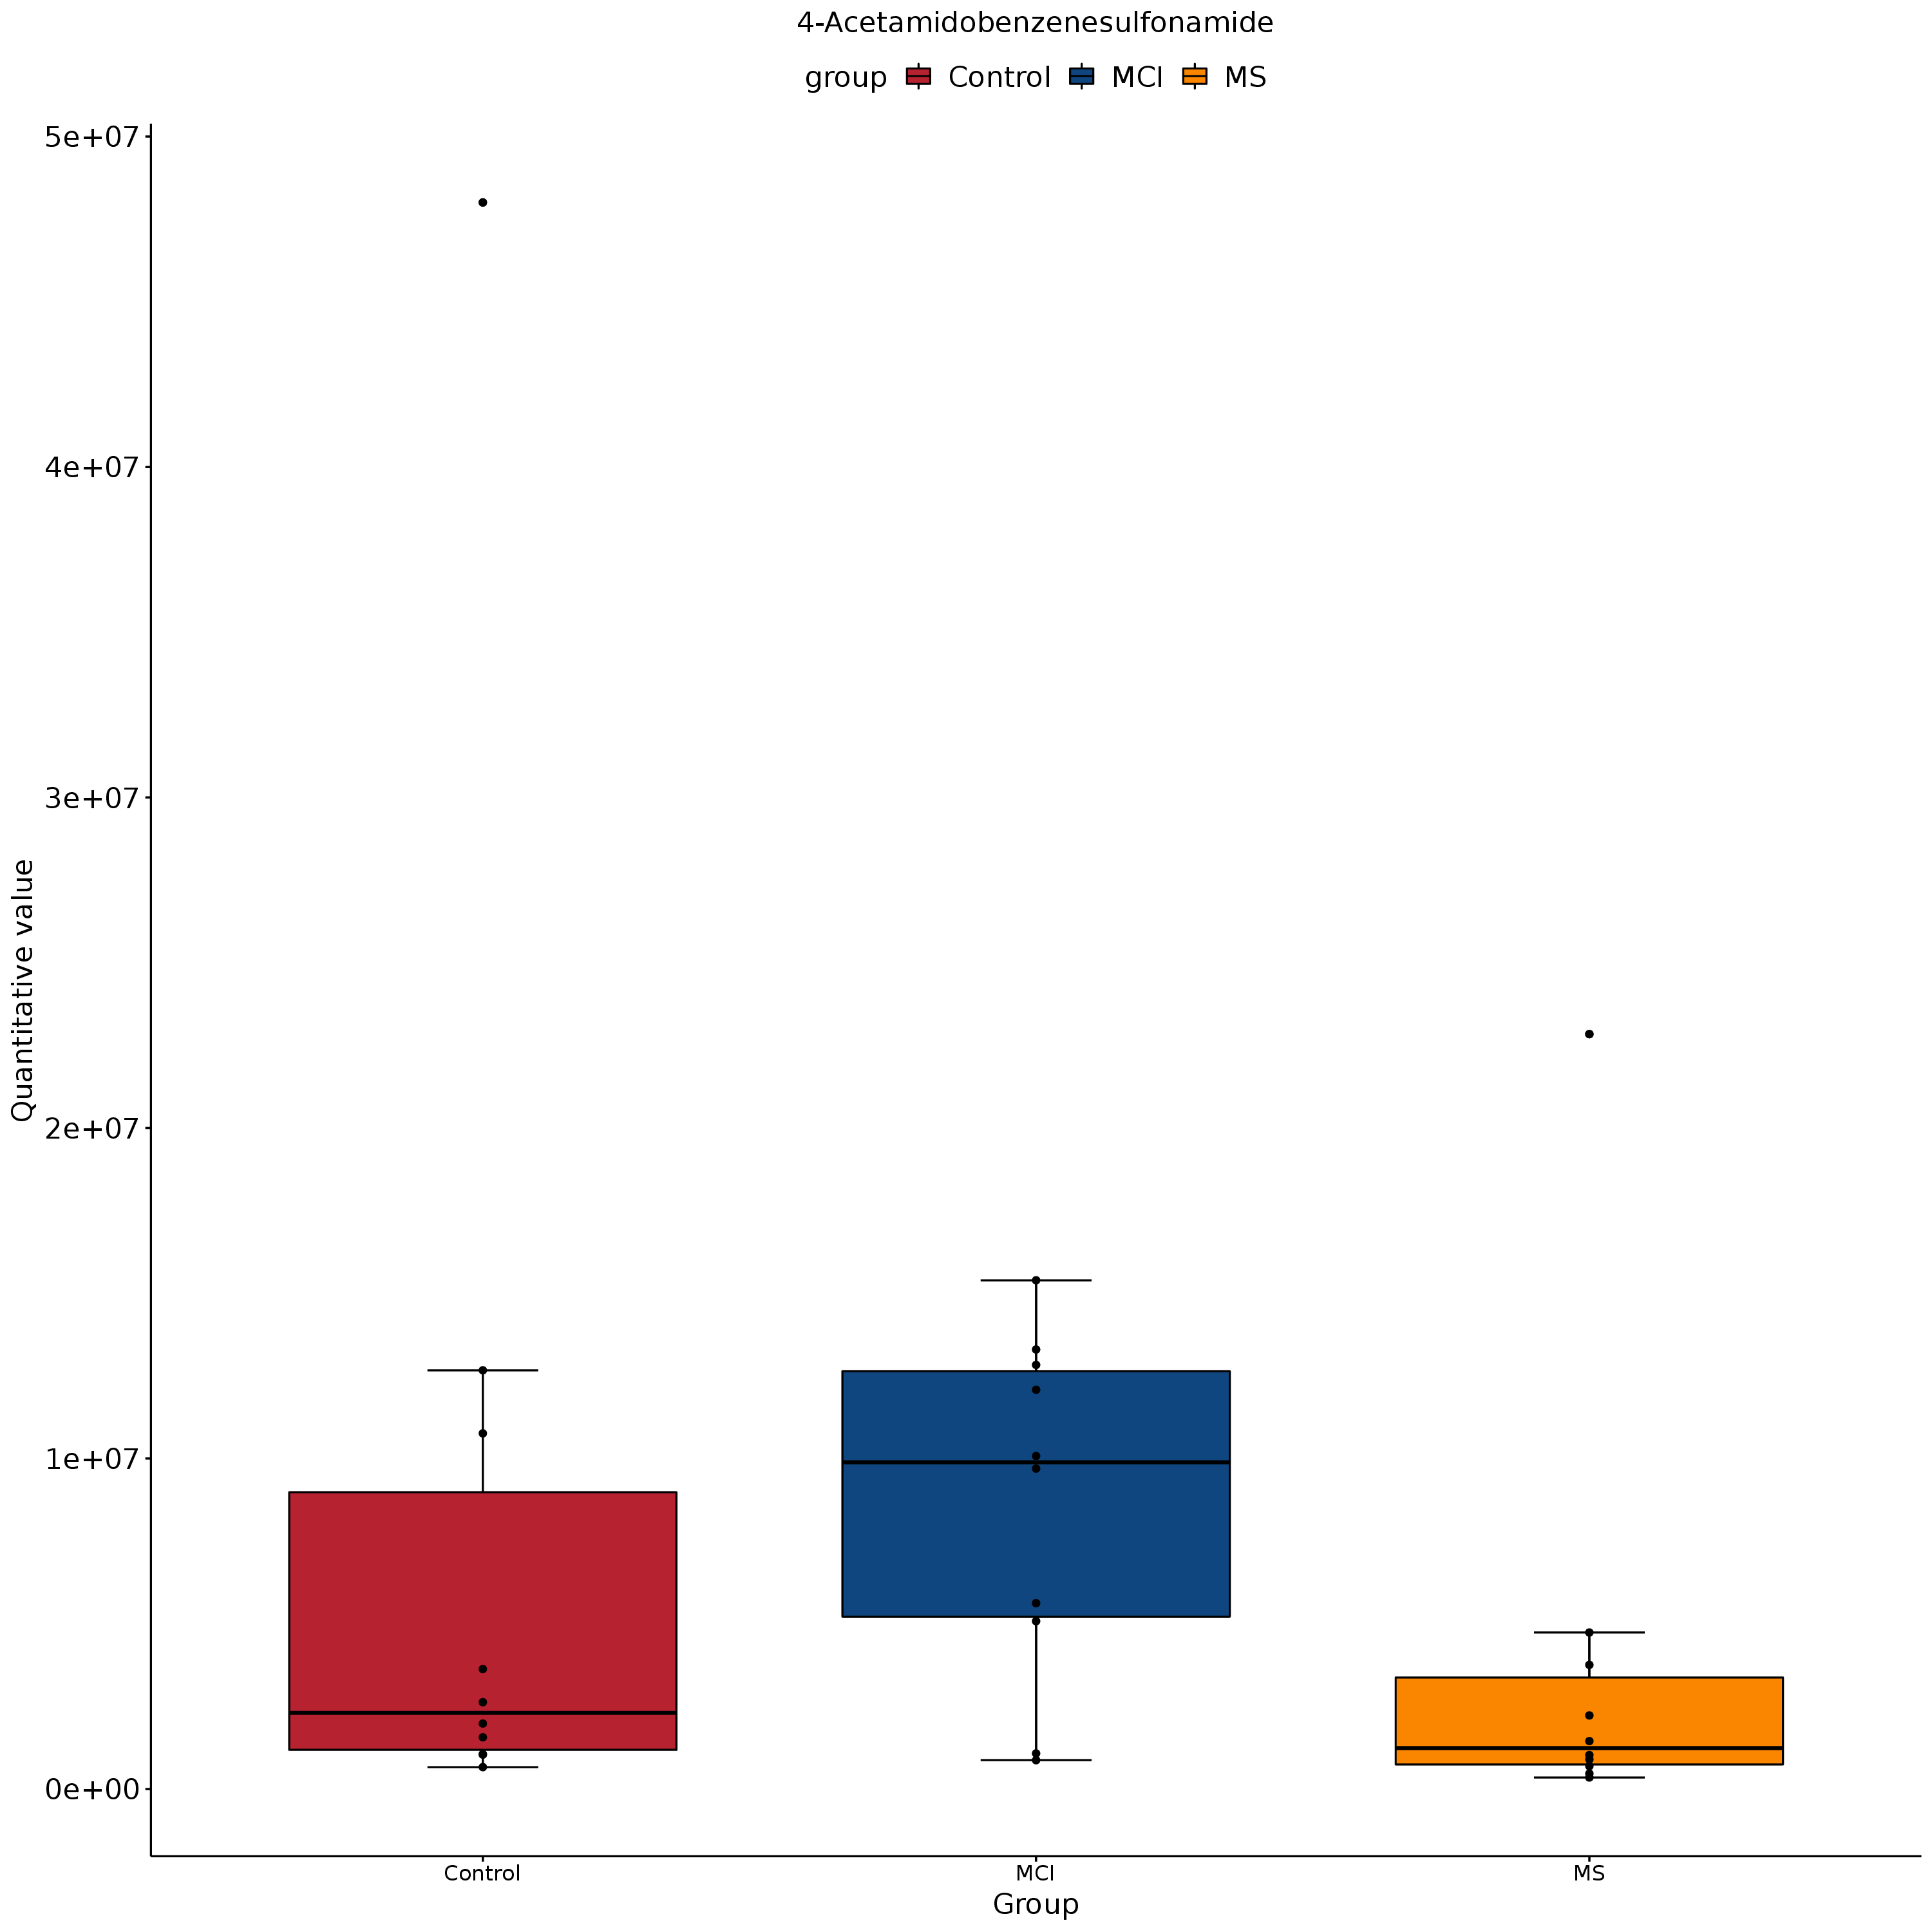 4-Acetamidobenzenesulfonamide
group Control MCI MS
5e+07
4e+07
3e+07
2e+07
1e+07
0e+00
Quantitative value
Control MCI MS
Group